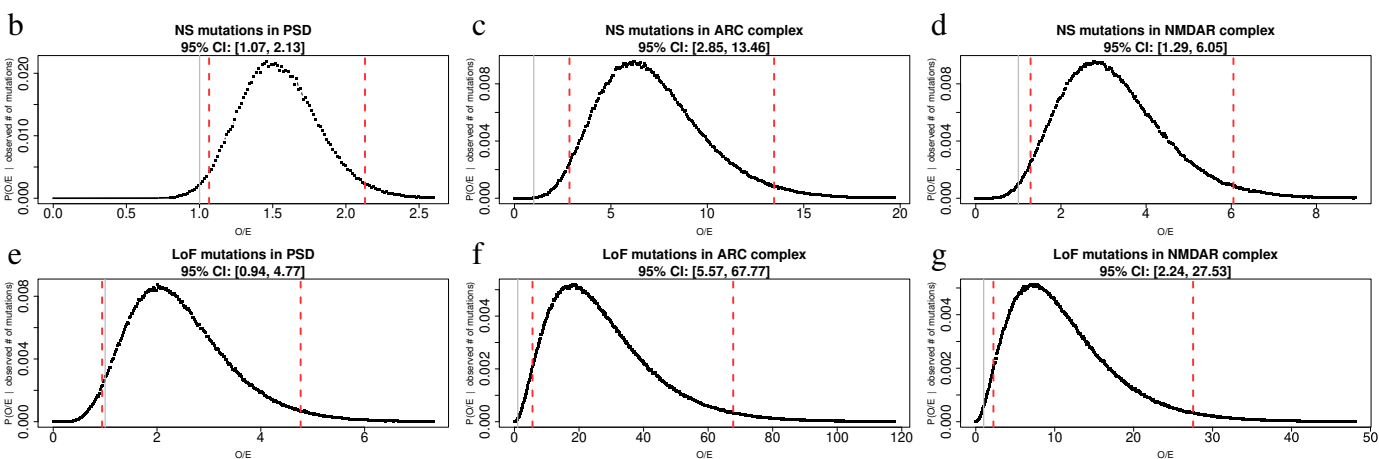 b
NS mutations in PSD
95% CI: [1.07, 2.13]
P(O/E | observed # of mutations)
0.000 0.010 0.020
0.0 0.5 1.0 1.5 2.0 2.5
O/E
c
NS mutations in ARC complex
95% CI: [2.85, 13.46]
P(O/E | observed # of mutations)
0.000 0.004 0.008
0 5 10 15 20
O/E
d
NS mutations in NMDAR complex
95% CI: [1.29, 6.05]
P(O/E | observed # of mutations)
0.000 0.004 0.008
0 2 4 6 8
O/E
e
LoF mutations in PSD
95% CI: [0.94, 4.77]
P(O/E | observed # of mutations)
0.000 0.004 0.008
0 2 4 6
O/E
f
LoF mutations in ARC complex
95% CI: [5.57, 67.77]
P(O/E | observed # of mutations)
0.000 0.002 0.004
0 20 40 60 80 100 120
O/E
g
LoF mutations in NMDAR complex
95% CI: [2.24, 27.53]
P(O/E | observed # of mutations)
0.000 0.002 0.004
0 10 20 30 40 50
O/E